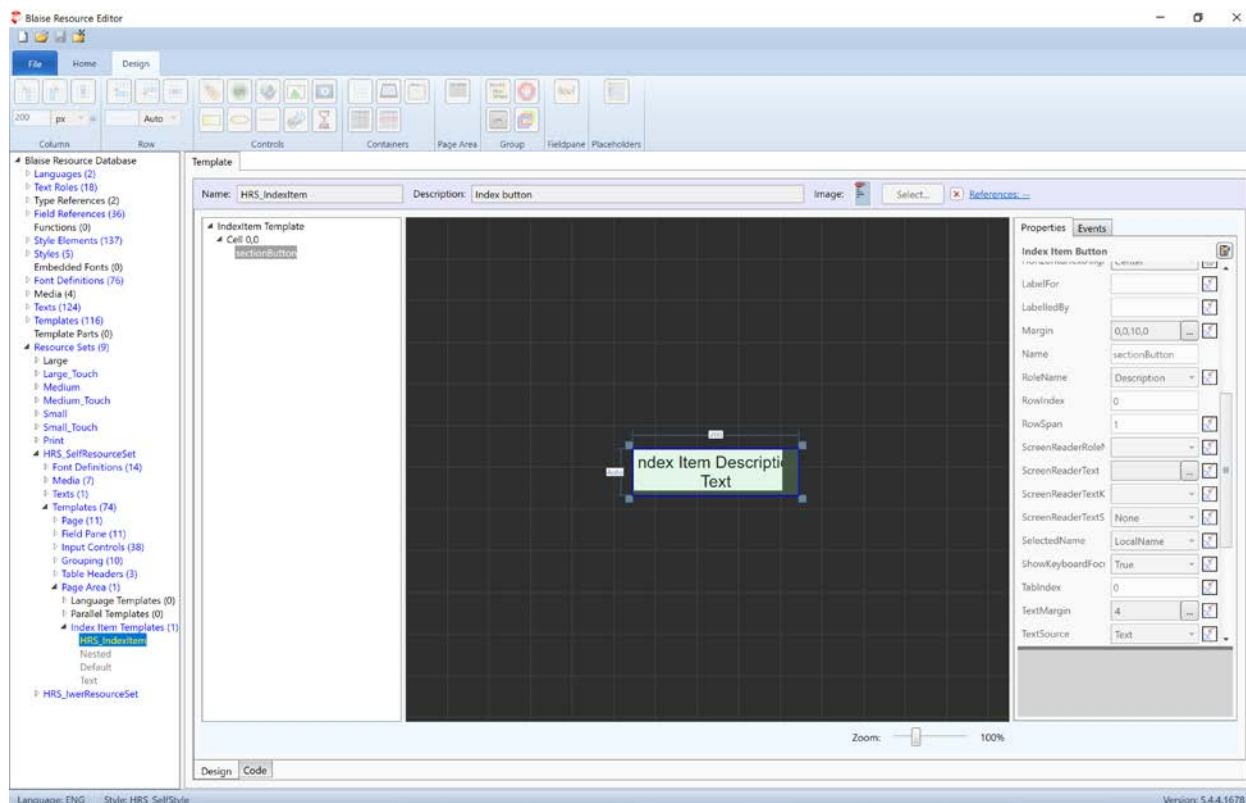 Blaise Resource Editor
File Home Design
200 px Auto
Column Row Controls Containers Page Area Group Fieldpane Placeholders
Blaise Resource Database
Languages (2)
Text Roles (18)
Type References (2)
Field References (36)
Functions (0)
Style Elements (137)
Styles (5)
Embedded Fonts (0)
Font Definitions (76)
Media (4)
Texts (124)
Templates (116)
Template Parts (0)
Resource Sets (9)
Large
Large_Touch
Medium
Medium_Touch
Small
Small_Touch
Print
HRS_SelfResourceSet
Font Definitions (14)
Media (7)
Texts (1)
Templates (74)
Page (11)
Field Pane (11)
Input Controls (38)
Grouping (10)
Table Headers (3)
Page Area (1)
Language Templates (0)
Parallel Templates (0)
Index Item Templates (1)
HRS_IndexItem
Nested
Default
Text
HRS_IwerResourceSet
Template
Name: HRS_IndexItem Description: Index button Image: Select... References: --
IndexItem Template
Cell 0,0
sectionButton
200
Auto
ndex Item Descriptio
Text
Zoom: 100%
Properties Events
Index Item Button
Center
LabelFor
LabelledBy
Margin 0,0,10,0 ...
Name sectionButton
RoleName Description
RowIndex 0
RowSpan 1
ScreenReaderRoleN
ScreenReaderText ...
ScreenReaderTextK
ScreenReaderTextS None
SelectedName LocalName
ShowKeyboardFocu True
TabIndex 0
TextMargin 4 ...
TextSource Text
Design Code
Language: ENG Style: HRS_SelfStyle Version: 5.4.4.1678